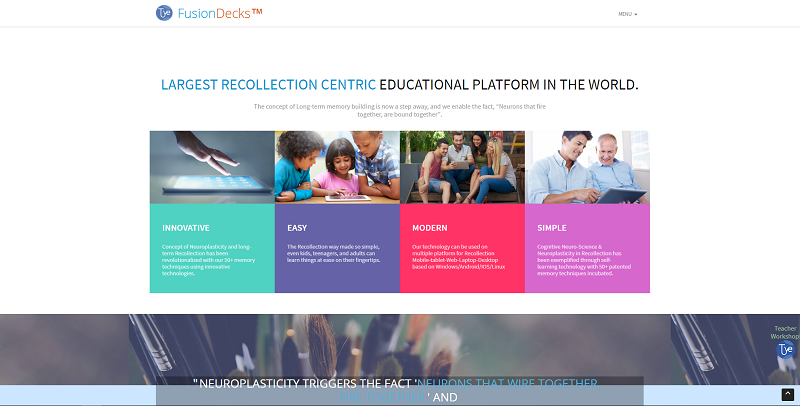 Tye FusionDecks™
MENU
LARGEST RECOLLECTION CENTRIC EDUCATIONAL PLATFORM IN THE WORLD.
The concept of Long-term memory building is now a step away, and we enable the fact, "Neurons that fire
together, are bound together".
INNOVATIVE
Concept of Neuroplasticity and long-
term Recollection has been
revolutionalised with our 50+ memory
techniques using innovative
technologies.
EASY
The Recollection way made so simple,
even kids, teenagers, and adults can
learn things at ease on their fingertips.
MODERN
Our technology can be used on
multiple platform for Recollection
Mobile-tablet-Web-Laptop-Desktop
based on Windows/Android/IOS/Linux
SIMPLE
Cognitive Neuro-Science &
Neuroplasticity in Recollection has
been exemplified through self-
learning technology with 50+ patented
memory techniques incubated.
Teacher
Workshop
Tye
"NEUROPLASTICITY TRIGGERS THE FACT 'NEURONS THAT WIRE TOGETHER
' AND